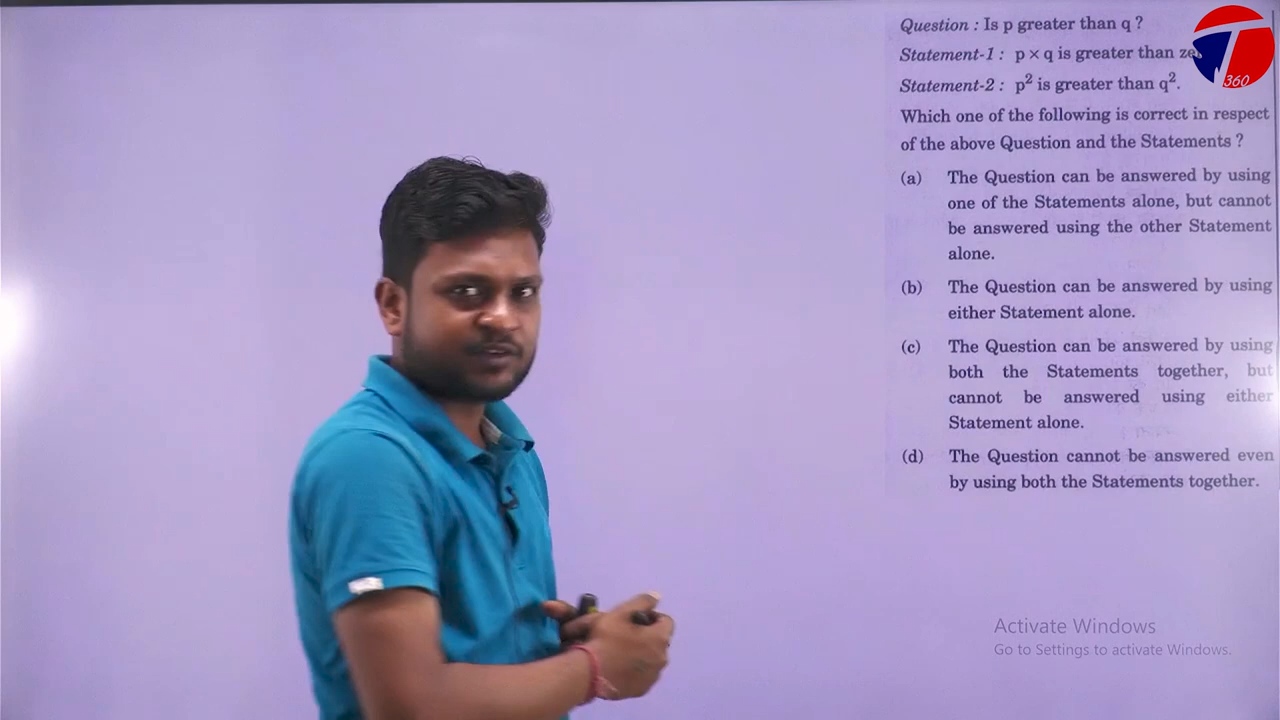 Question : Is p greater than q ?
Statement-1 : p × q is greater than
Statement-2 : p² is greater than q².
Which one of the following is correct in respect
of the above Question and the Statements ?
(a) The Question can be answered by using
one of the Statements alone, but cannot
be answered using the other Statement
alone.
(b) The Question can be answered by using
either Statement alone.
(c) The Question can be answered by using
both the Statements together, but
cannot be answered using either
Statement alone.
(d) The Question cannot be answered even
by using both the Statements together.
T
360
Activate Windows
Go to Settings to activate Windows.